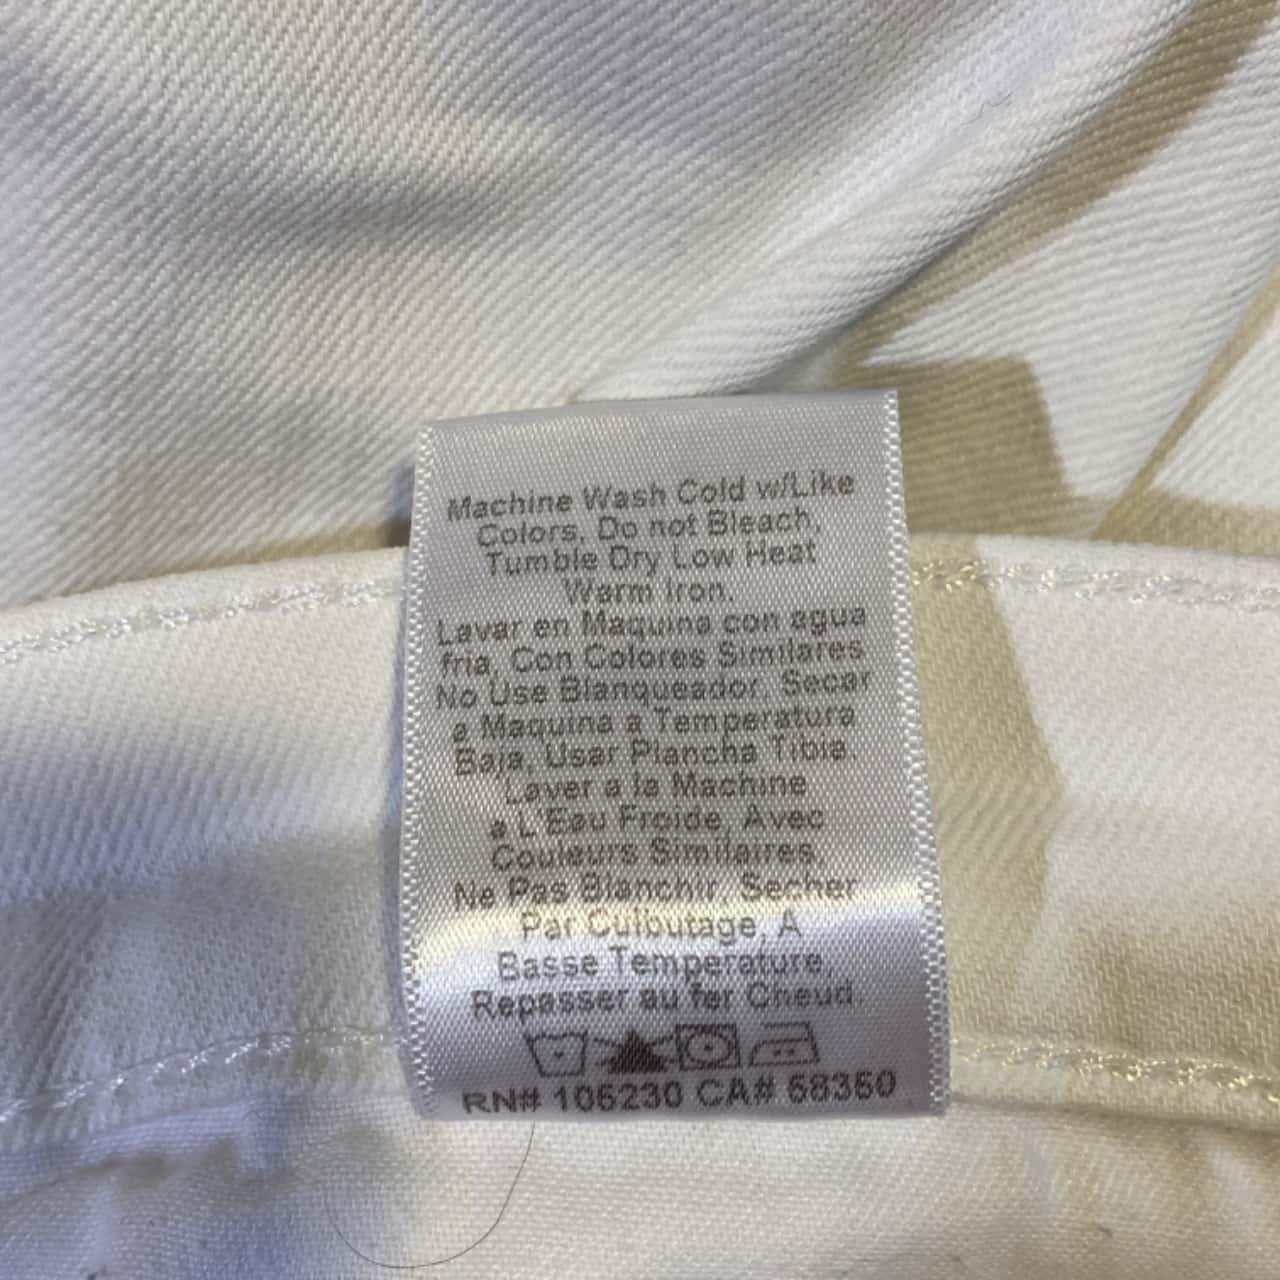 Machine Wash Cold w/Like
Colors, Do not Bleach,
Tumble Dry Low Heat
Warm Iron.
Lavar en Maquina con agua
fria, Con Colores Similares
No Use Blanqueador, Secar
a Maquina a Temperatura
Baja, Usar Plancha Tibia.
Laver a la Machine
a L'Eau Froide, Avec
Couleurs Similaires,
Ne Pas Blanchir, Secher
Par Culbutage, A
Basse Temperature,
Repasser au fer Cheud.
RN# 105230 CA# 58350